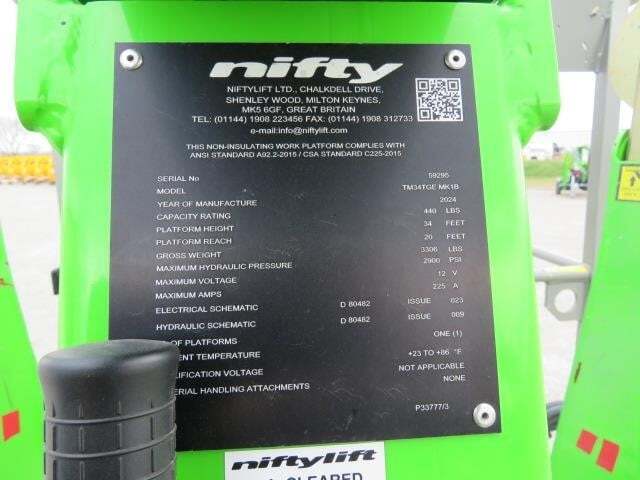 nifty
NIFTYLIFT LTD., CHALKDELL DRIVE,
SHENLEY WOOD, MILTON KEYNES,
MK5 6GF, GREAT BRITAIN
TEL: (01144) 1908 223456 FAX: (01144) 1908 312733
e-mail:info@niftylift.com
THIS NON-INSULATING WORK PLATFORM COMPLIES WITH
ANSI STANDARD A92.2-2015 / CSA STANDARD C225-2015
SERIAL No 59295
MODEL TM34TGE MK1B
YEAR OF MANUFACTURE 2024
CAPACITY RATING 440 LBS
PLATFORM HEIGHT 34 FEET
PLATFORM REACH 20 FEET
GROSS WEIGHT 3306 LBS
MAXIMUM HYDRAULIC PRESSURE 2900 PSI
MAXIMUM VOLTAGE 12 V
MAXIMUM AMPS 225 A
ELECTRICAL SCHEMATIC D 80482 ISSUE 023
HYDRAULIC SCHEMATIC D 80482 ISSUE 009
OF PLATFORMS ONE (1)
ENT TEMPERATURE +23 TO +86 °F
LIFICATION VOLTAGE NOT APPLICABLE
ERIAL HANDLING ATTACHMENTS NONE
P33777/3
niftylift
CLEARED